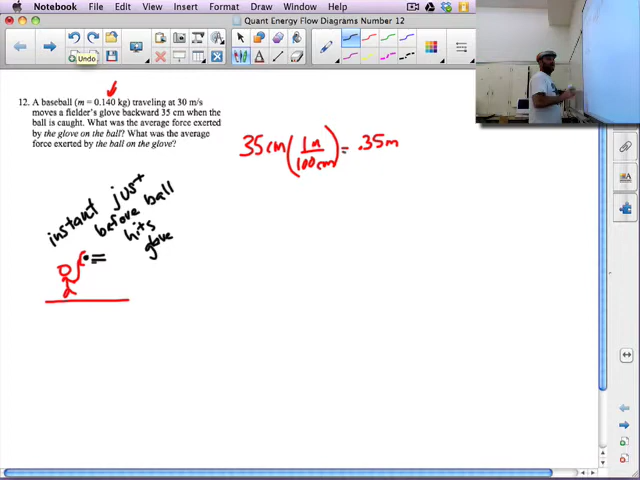 Notebook File Edit View Insert Format Window Help
Quant Energy Flow Diagrams Number 12
Undo
12. A baseball (m = 0.140 kg) traveling at 30 m/s
moves a fielder's glove backward 35 cm when the
ball is caught. What was the average force exerted
by the glove on the ball? What was the average
force exerted by the ball on the glove?
35cm (1m/100cm) = .35m
instant just
before ball
hits
glove